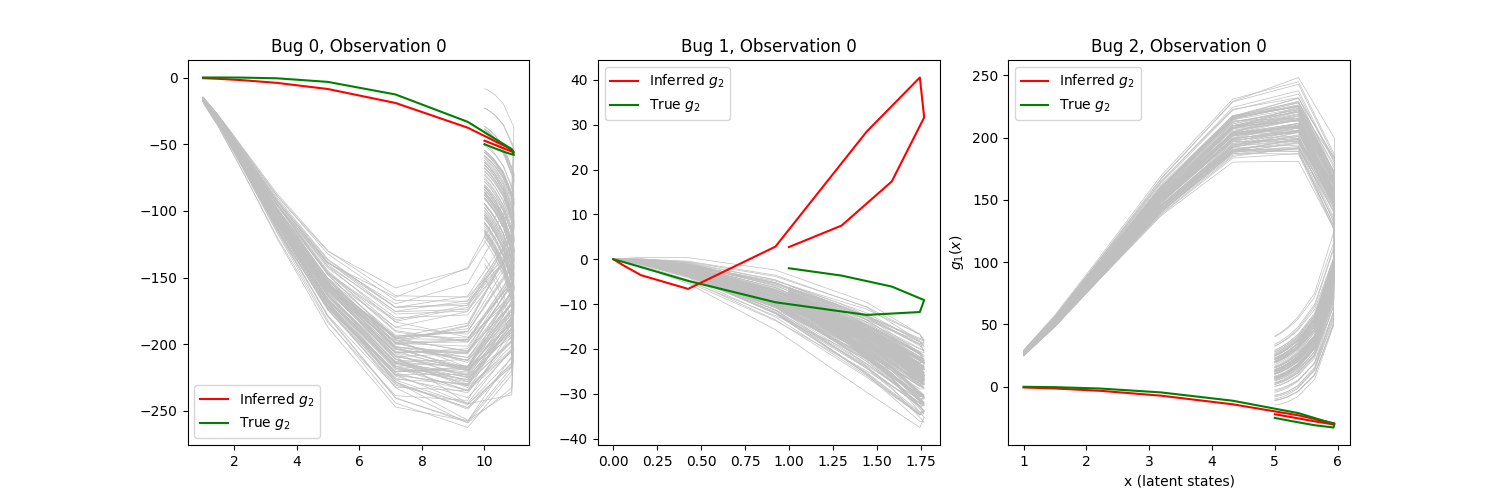 Bug 0, Observation 0
0
−50
−100
−150
−200
−250
2 4 6 8 10
Inferred g₂
True g₂
Bug 1, Observation 0
40
30
20
10
0
−10
−20
−30
−40
0.00 0.25 0.50 0.75 1.00 1.25 1.50 1.75
Inferred g₂
True g₂
Bug 2, Observation 0
250
200
150
100
50
0
1 2 3 4 5 6
Inferred g₂
True g₂
g₁(x)
x (latent states)